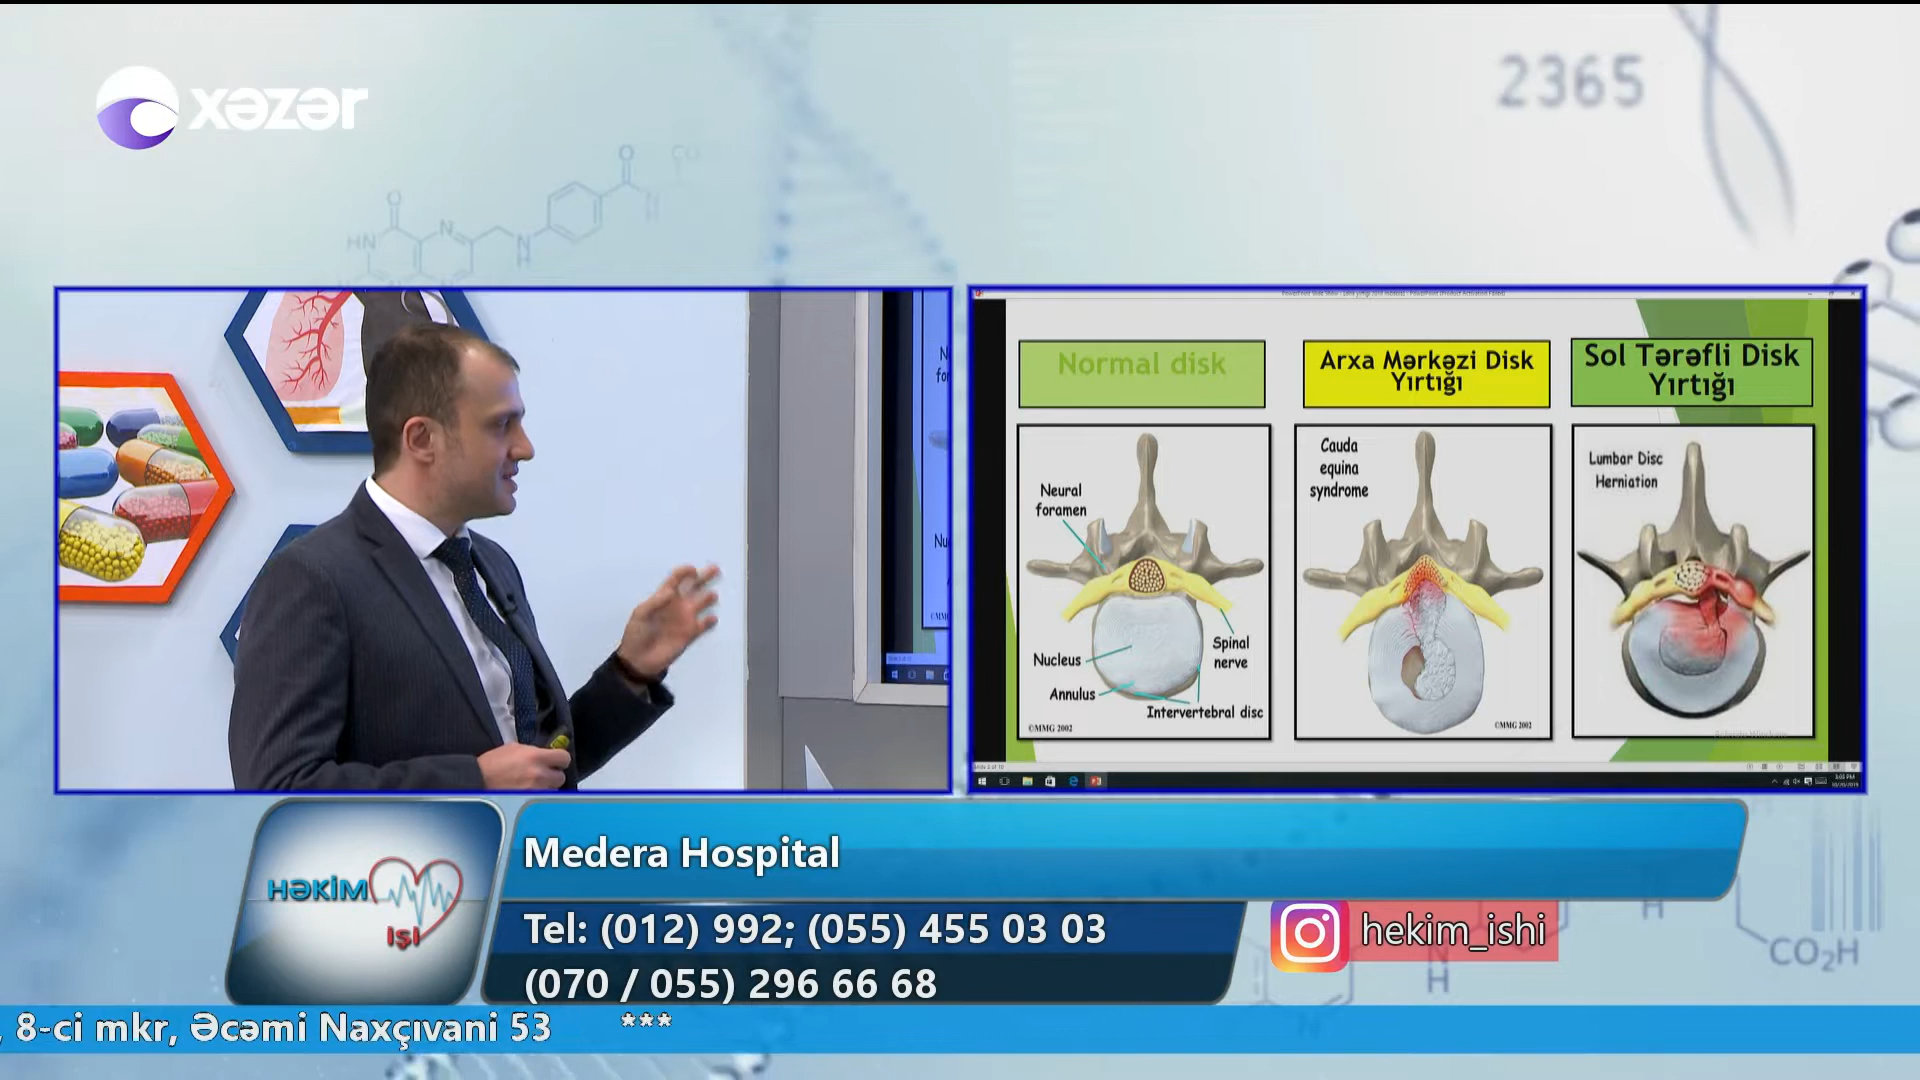 xəzər
2365
Normal disk
Arxa Mərkəzi Disk
Yırtığı
Sol Tərəfli Disk
Yırtığı
Neural
foramen
Nucleus
Annulus
Spinal
nerve
Intervertebral disc
©MMG 2002
Cauda
equina
syndrome
©MMG 2002
Lumbar Disc
Herniation
HƏKİM
İŞİ
Medera Hospital
Tel: (012) 992; (055) 455 03 03
(070 / 055) 296 66 68
hekim_ishi
CO₂H
, 8-ci mkr, Əcəmi Naxçıvani 53 ***